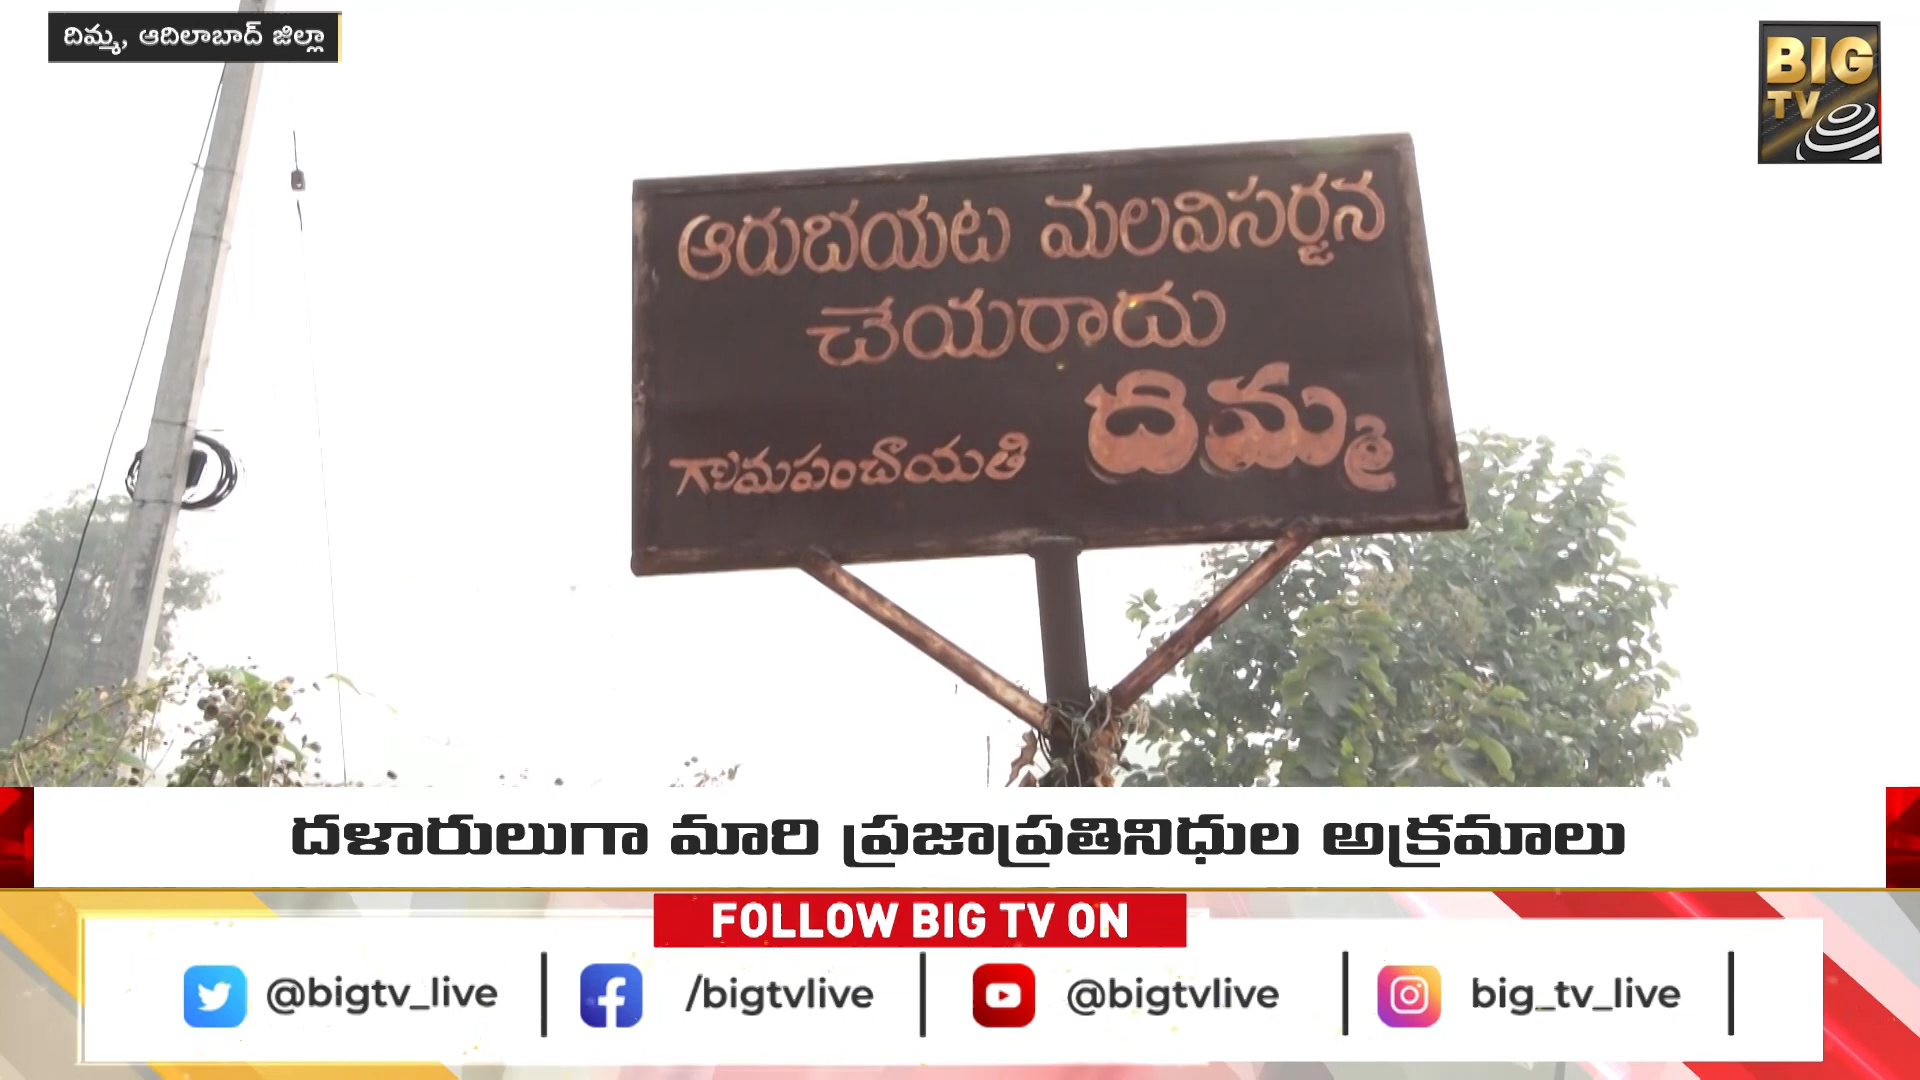 దిమ్మ, ఆదిలాబాద్ జిల్లా
BIG
TV
ఆరుబయట మలవిసర్జన
చేయరాదు
గ్రామపంచాయతి దిమ్మ
దళారులుగా మారి ప్రజాప్రతినిధుల అక్రమాలు
FOLLOW BIG TV ON
@bigtv_live /bigtvlive @bigtvlive big_tv_live